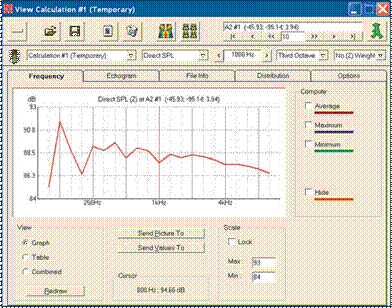 View Calculation #1 (Temporary)
A2 #1 (-45.93; -95.14; 3.94)
10
Calculation #1 (Temporary)
Direct SPL
1000 Hz
Third Octave
No (Z) Weight
Frequency
Echogram
File Info
Distribution
Options
dB
Direct SPL (Z) at A2 #1 (-45.93; -95.14; 3.94)
93
90.8
88.5
86.3
84
250Hz
1kHz
4kHz
Compute
Average
Maximum
Minimum
Hide
View
Graph
Table
Combined
Redraw
Send Picture To
Send Values To
Cursor
800 Hz ; 94.66 dB
Scale
Lock
Max :
93
Min :
84